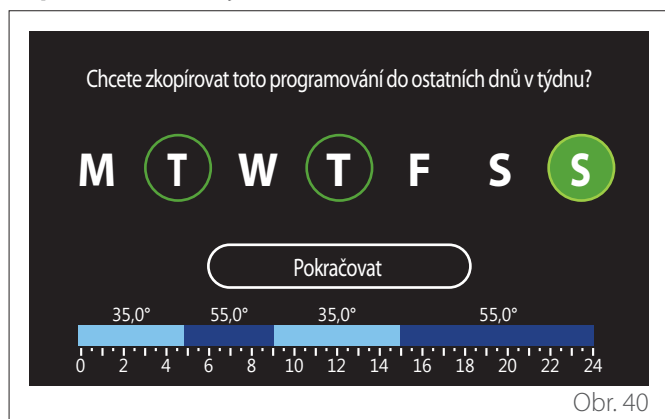 Chcete zkopírovat toto programování do ostatních dnů v týdnu?
M T W T F S S
Pokračovat
35,0° 55,0° 35,0° 55,0°
0 2 4 6 8 10 12 14 16 18 20 22 24
Obr. 40